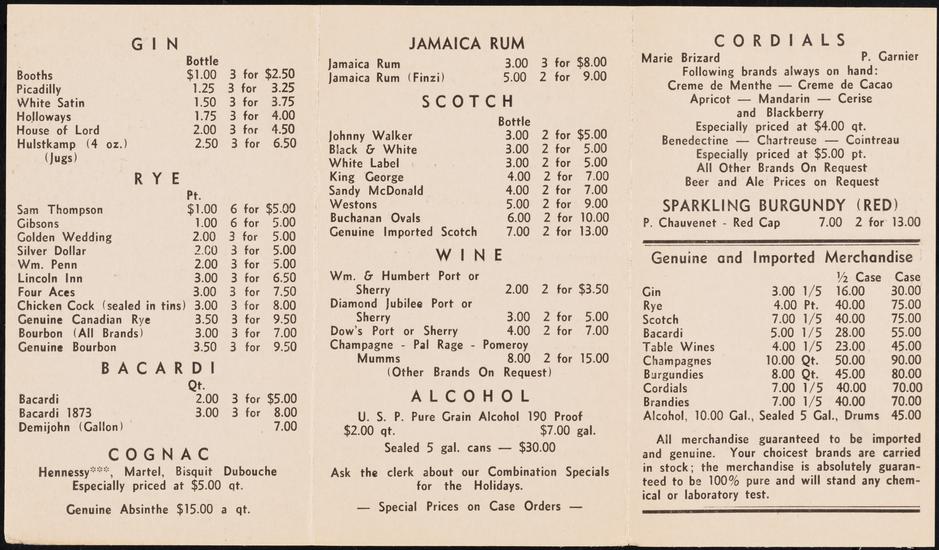 GIN
Bottle
Booths $1.00 3 for $2.50
Picadilly 1.25 3 for 3.25
White Satin 1.50 3 for 3.75
Holloways 1.75 3 for 4.00
House of Lord 2.00 3 for 4.50
Hulstkamp (4 oz.) 2.50 3 for 6.50
(Jugs)
RYE
Pt.
Sam Thompson $1.00 6 for $5.00
Gibsons 1.00 6 for 5.00
Golden Wedding 2.00 3 for 5.00
Silver Dollar 2.00 3 for 5.00
Wm. Penn 2.00 3 for 5.00
Lincoln Inn 3.00 3 for 6.50
Four Aces 3.00 3 for 7.50
Chicken Cock (sealed in tins) 3.00 3 for 8.00
Genuine Canadian Rye 3.50 3 for 9.50
Bourbon (All Brands) 3.00 3 for 7.00
Genuine Bourbon 3.50 3 for 9.50
BACARDI
Qt.
Bacardi 2.00 3 for $5.00
Bacardi 1873 3.00 3 for 8.00
Demijohn (Gallon) 7.00
COGNAC
Hennessy***, Martel, Bisquit Dubouche
Especially priced at $5.00 qt.
Genuine Absinthe $15.00 a qt.
JAMAICA RUM
Jamaica Rum 3.00 3 for $8.00
Jamaica Rum (Finzi) 5.00 2 for 9.00
SCOTCH
Bottle
Johnny Walker 3.00 2 for $5.00
Black & White 3.00 2 for 5.00
White Label 3.00 2 for 5.00
King George 4.00 2 for 7.00
Sandy McDonald 4.00 2 for 7.00
Westons 5.00 2 for 9.00
Buchanan Ovals 6.00 2 for 10.00
Genuine Imported Scotch 7.00 2 for 13.00
WINE
Wm. & Humbert Port or
Sherry 2.00 2 for $3.50
Diamond Jubilee Port or
Sherry 3.00 2 for 5.00
Dow's Port or Sherry 4.00 2 for 7.00
Champagne - Pal Rage - Pomeroy
Mumms 8.00 2 for 15.00
(Other Brands On Request)
ALCOHOL
U. S. P. Pure Grain Alcohol 190 Proof
$2.00 qt. $7.00 gal.
Sealed 5 gal. cans — $30.00
Ask the clerk about our Combination Specials
for the Holidays.
— Special Prices on Case Orders —
CORDIALS
Marie Brizard P. Garnier
Following brands always on hand:
Creme de Menthe — Creme de Cacao
Apricot — Mandarin — Cerise
and Blackberry
Especially priced at $4.00 qt.
Benedectine — Chartreuse — Cointreau
Especially priced at $5.00 pt.
All Other Brands On Request
Beer and Ale Prices on Request
SPARKLING BURGUNDY (RED)
P. Chauvenet - Red Cap 7.00 2 for 13.00
Genuine and Imported Merchandise
½ Case Case
Gin 3.00 1/5 16.00 30.00
Rye 4.00 Pt. 40.00 75.00
Scotch 7.00 1/5 40.00 75.00
Bacardi 5.00 1/5 28.00 55.00
Table Wines 4.00 1/5 23.00 45.00
Champagnes 10.00 Qt. 50.00 90.00
Burgundies 8.00 Qt. 45.00 80.00
Cordials 7.00 1/5 40.00 70.00
Brandies 7.00 1/5 40.00 70.00
Alcohol, 10.00 Gal., Sealed 5 Gal., Drums 45.00
All merchandise guaranteed to be imported
and genuine. Your choicest brands are carried
in stock; the merchandise is absolutely guaran-
teed to be 100% pure and will stand any chem-
ical or laboratory test.